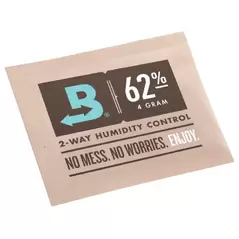 B
62%
4 GRAM
2-WAY HUMIDITY CONTROL
NO MESS. NO WORRIES. ENJOY.